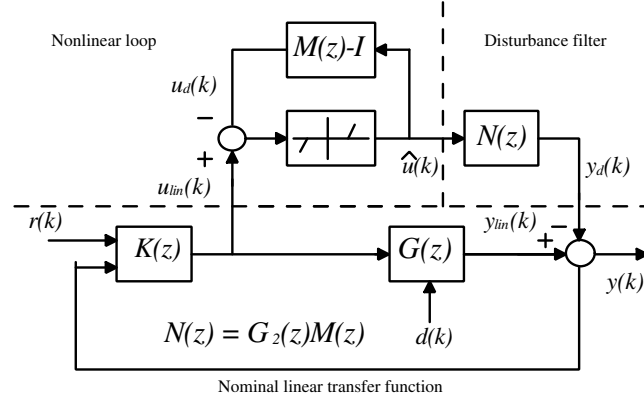 Nonlinear loop
Disturbance filter
M(z)-I
u_d(k)
−
+
û(k)
N(z)
y_d(k)
u_lin(k)
r(k)
K(z)
G(z)
y_lin(k)
+
−
y(k)
d(k)
N(z) = G_2(z)M(z)
Nominal linear transfer function